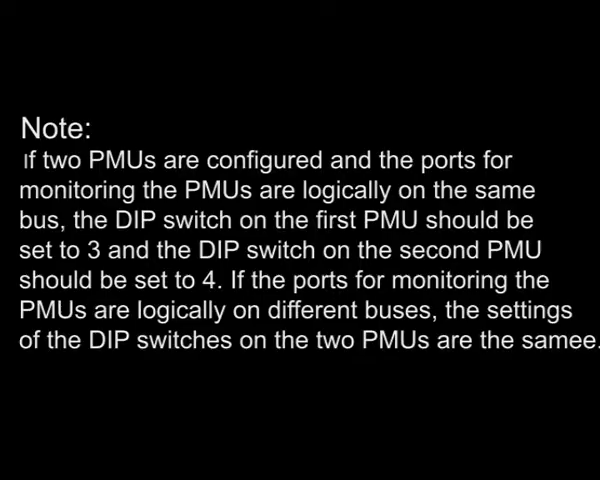 Note:
If two PMUs are configured and the ports for
monitoring the PMUs are logically on the same
bus, the DIP switch on the first PMU should be
set to 3 and the DIP switch on the second PMU
should be set to 4. If the ports for monitoring the
PMUs are logically on different buses, the settings
of the DIP switches on the two PMUs are the samee.